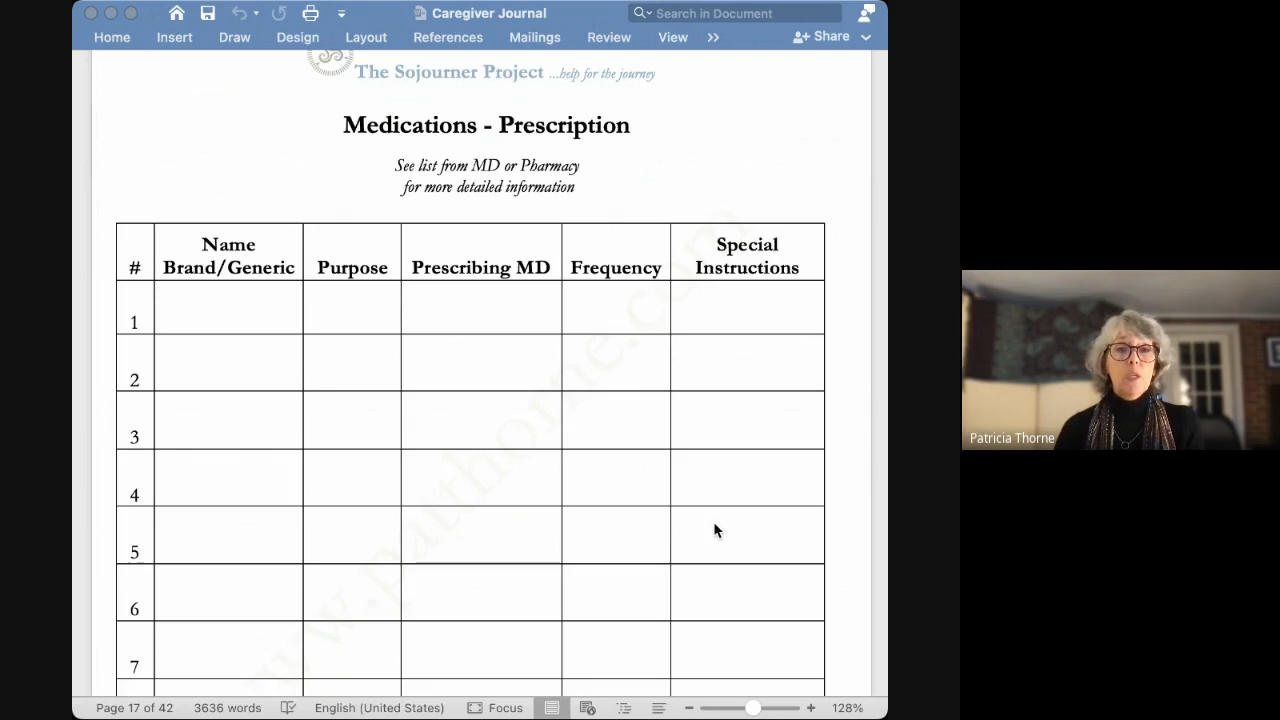 Caregiver Journal
Search in Document
Home Insert Draw Design Layout References Mailings Review View >> Share
The Sojourner Project ...help for the journey
Medications - Prescription
See list from MD or Pharmacy
for more detailed information
# Name Brand/Generic Purpose Prescribing MD Frequency Special Instructions
1
2
3
4
5
6
7
www.patthorne.com
Patricia Thorne
Page 17 of 42 3636 words English (United States) Focus 128%